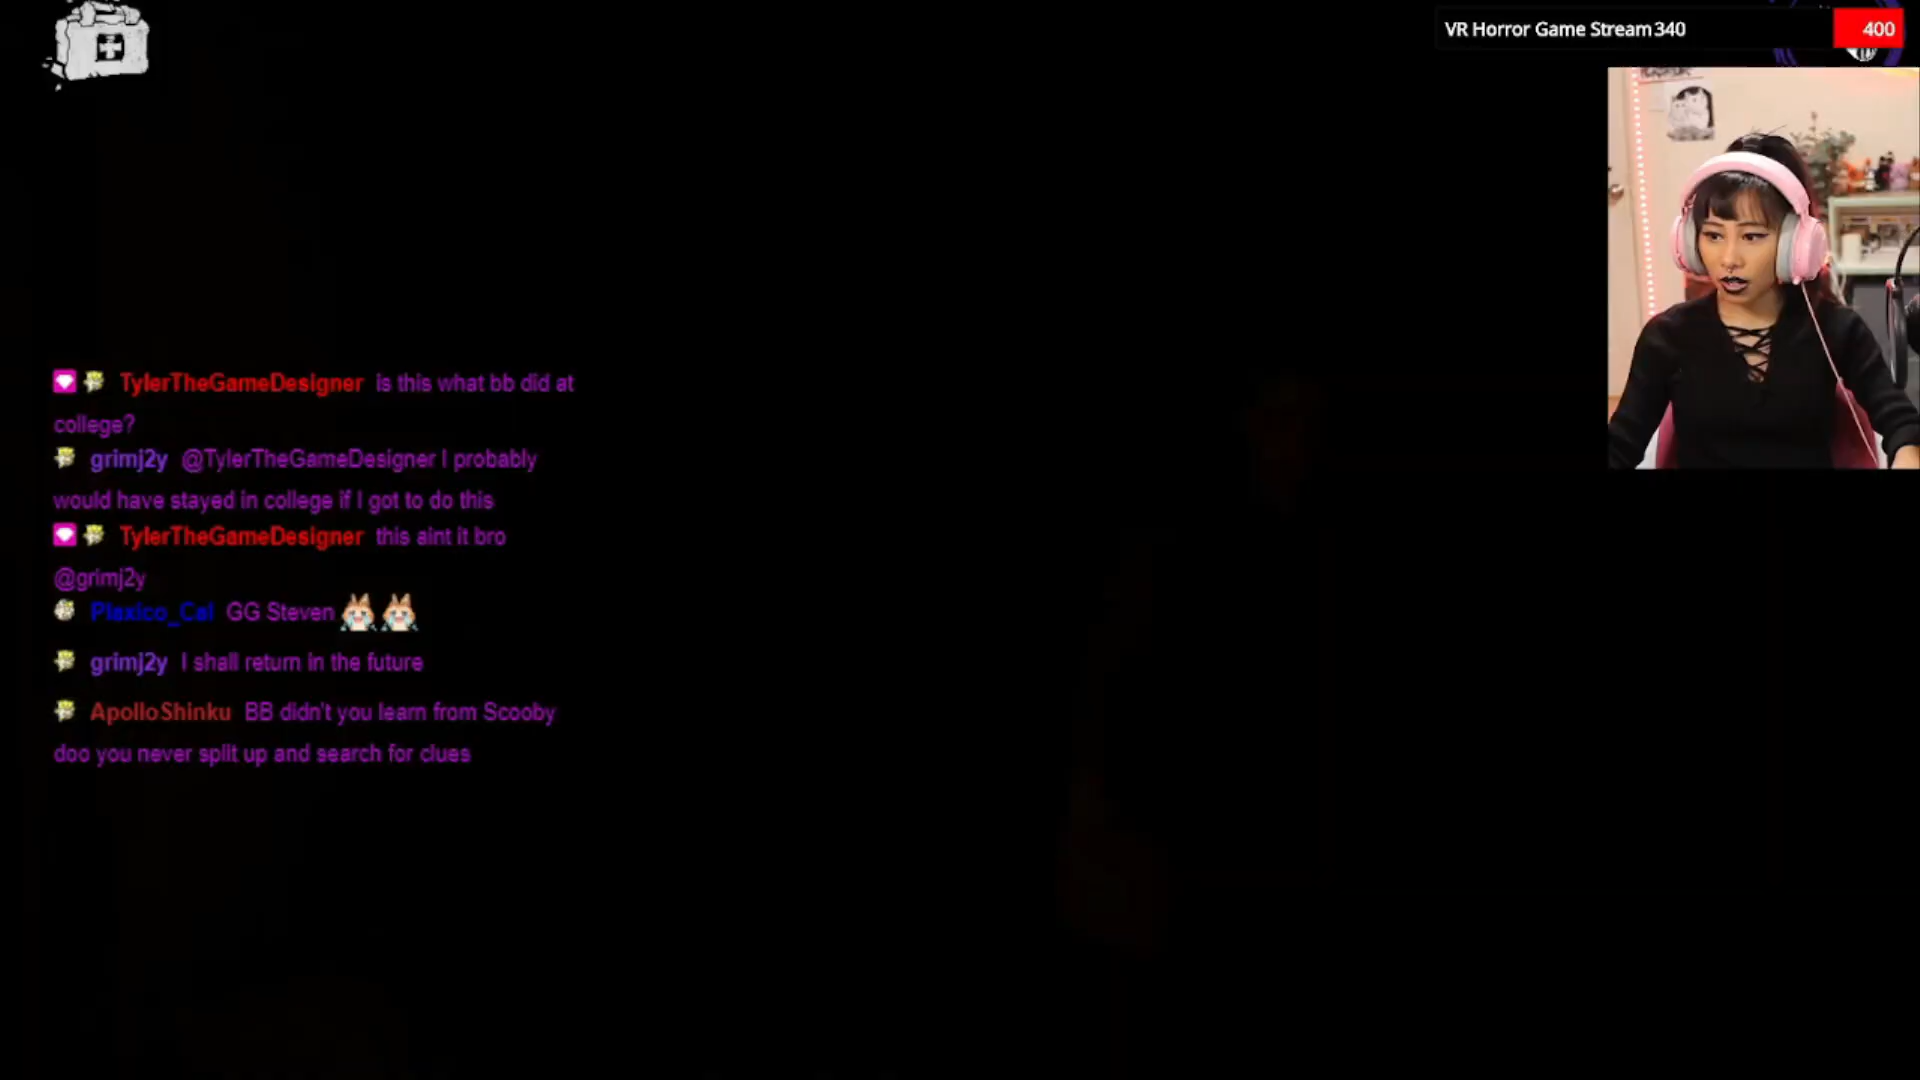 VR Horror Game Stream 340 400
TylerTheGameDesigner is this what bb did at
college?
grimj2y @TylerTheGameDesigner I probably
would have stayed in college if I got to do this
TylerTheGameDesigner this aint it bro
@grimj2y
Plaxico_Cal GG Steven
grimj2y I shall return in the future
ApolloShinku BB didn't you learn from Scooby
doo you never split up and search for clues